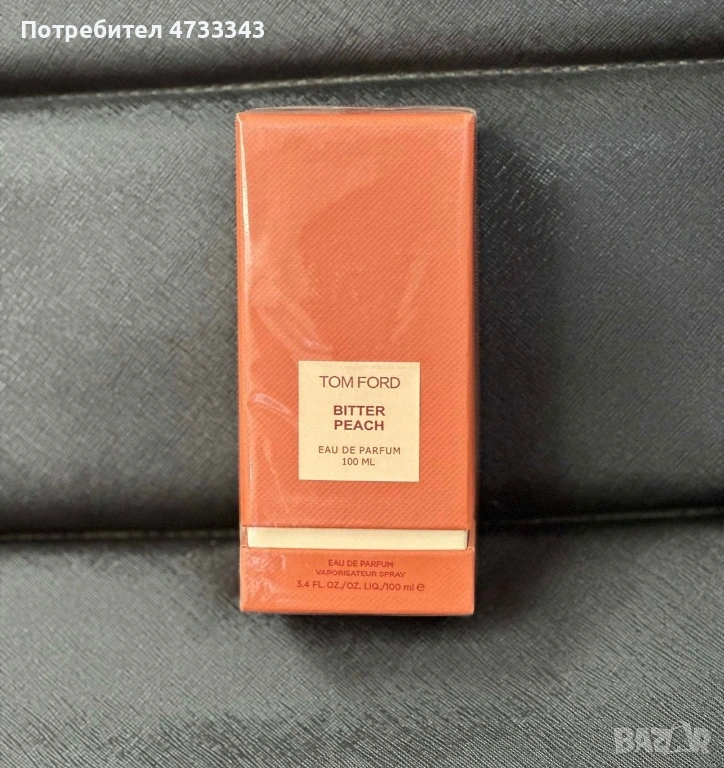 Потребител 4733343
TOM FORD
BITTER
PEACH
EAU DE PARFUM
100 ML
EAU DE PARFUM
VAPORISATEUR SPRAY
3.4 FL. OZ./OZ. LIQ./100 ml e
BAZAR